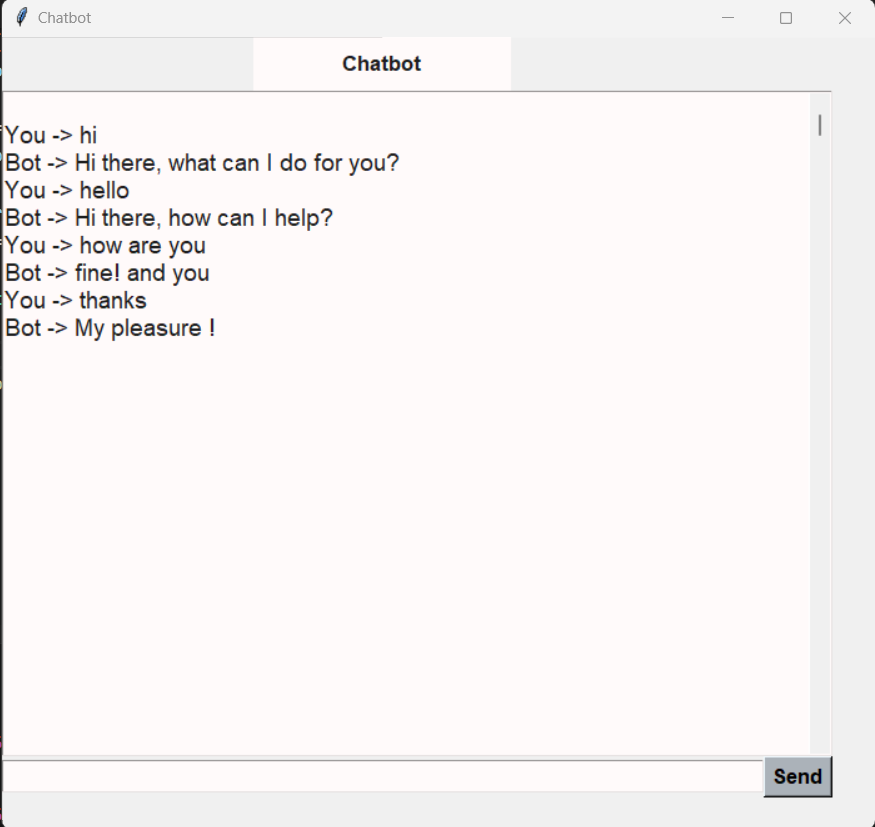 Chatbot
Chatbot
You -> hi
Bot -> Hi there, what can I do for you?
You -> hello
Bot -> Hi there, how can I help?
You -> how are you
Bot -> fine! and you
You -> thanks
Bot -> My pleasure !
Send